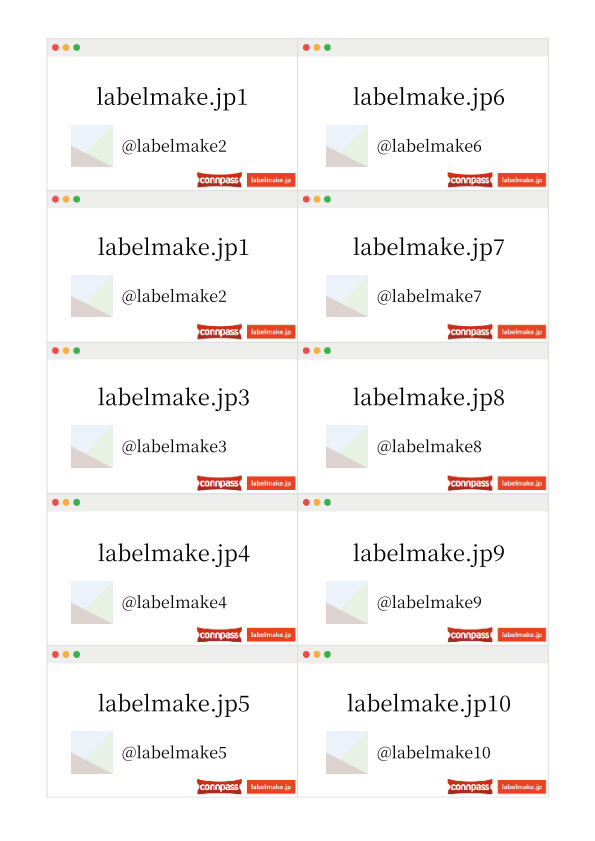 labelmake.jp1
@labelmake2
connpass labelmake.jp
labelmake.jp6
@labelmake6
connpass labelmake.jp
labelmake.jp1
@labelmake2
connpass labelmake.jp
labelmake.jp7
@labelmake7
connpass labelmake.jp
labelmake.jp3
@labelmake3
connpass labelmake.jp
labelmake.jp8
@labelmake8
connpass labelmake.jp
labelmake.jp4
@labelmake4
connpass labelmake.jp
labelmake.jp9
@labelmake9
connpass labelmake.jp
labelmake.jp5
@labelmake5
connpass labelmake.jp
labelmake.jp10
@labelmake10
connpass labelmake.jp